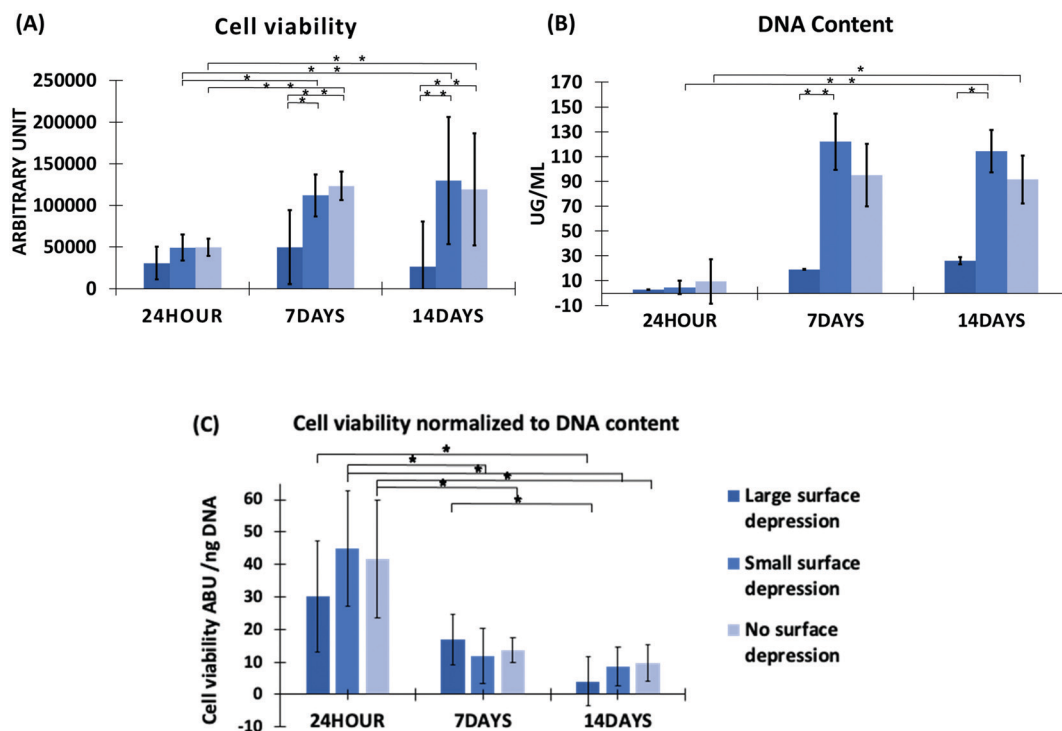 (A)
Cell viability
* *
* *
*
* *
* *
*
* *
* *
ARBITRARY UNIT
250000
200000
150000
100000
50000
0
24HOUR
7DAYS
14DAYS
(B)
DNA Content
*
* *
* *
*
UG/ML
170
150
130
110
90
70
50
30
10
-10
24HOUR
7DAYS
14DAYS
(C)
Cell viability normalized to DNA content
*
*
*
*
*
*
Cell viability ABU /ng DNA
60
50
40
30
20
10
0
-10
24HOUR
7DAYS
14DAYS
Large surface
depression
Small surface
depression
No surface
depression